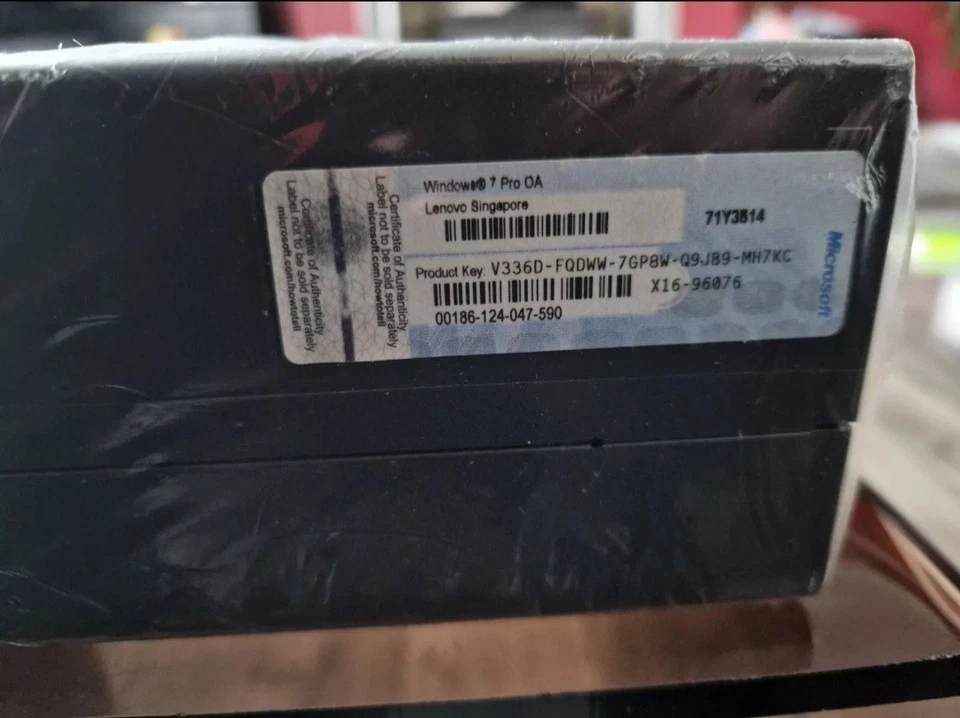 Certificate of Authenticity
Label not to be sold separately
microsoft.com/howtotell
Certificate of Authenticity
Label not to be sold separately
microsoft.com/howtotell
Windows® 7 Pro OA
Lenovo Singapore
71Y3514
Product Key: V336D-FQDWW-7GP8W-Q9J89-MH7KC
X16-96076
00186-124-047-590
Microsoft